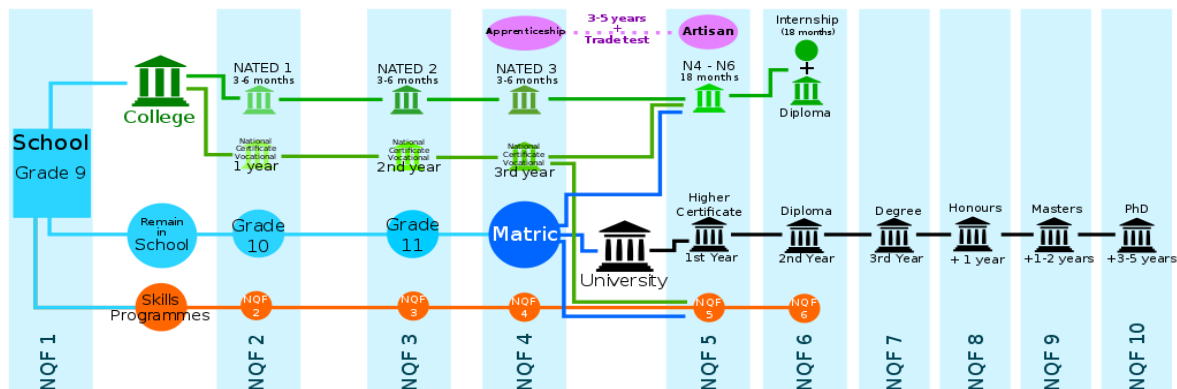 3-5 years
+
Trade test
Apprenticeship
Artisan
Internship
(18 months)
+
Diploma
NATED 1
3-6 months
NATED 2
3-6 months
NATED 3
3-6 months
N4 - N6
18 months
College
School
Grade 9
National
Certificate
Vocational
1 year
National
Certificate
Vocational
2nd year
National
Certificate
Vocational
3rd year
Remain
in
School
Grade
10
Grade
11
Matric
University
Higher
Certificate
1st Year
Diploma
2nd Year
Degree
3rd Year
Honours
+ 1 year
Masters
+1-2 years
PhD
+3-5 years
Skills
Programmes
NQF
2
NQF
3
NQF
4
NQF
5
NQF
6
NQF 1
NQF 2
NQF 3
NQF 4
NQF 5
NQF 6
NQF 7
NQF 8
NQF 9
NQF 10